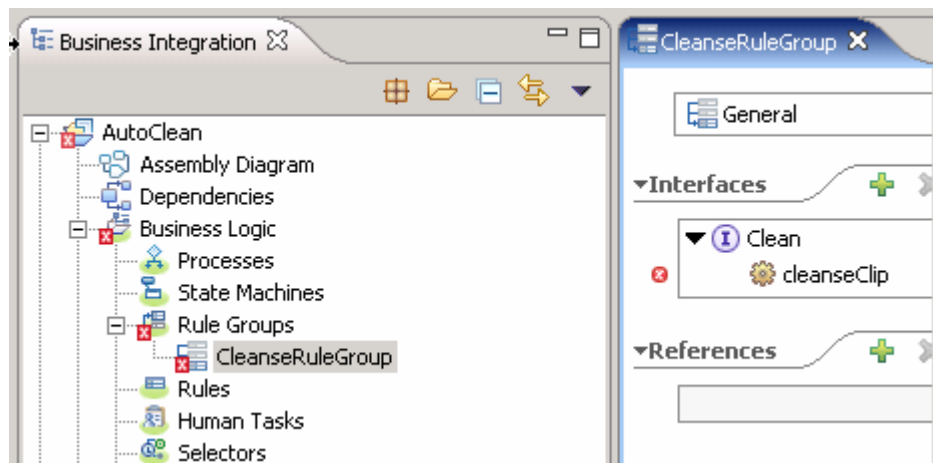 Business Integration
AutoClean
Assembly Diagram
Dependencies
Business Logic
Processes
State Machines
Rule Groups
CleanseRuleGroup
Rules
Human Tasks
Selectors
CleanseRuleGroup
General
Interfaces
I Clean
cleanseClip
References